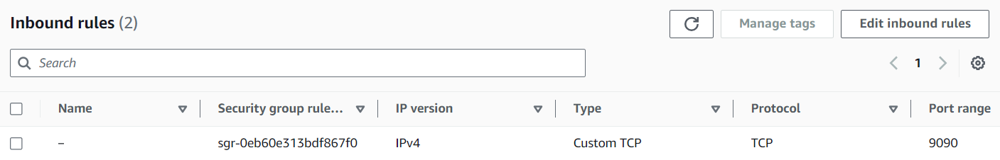 Inbound rules (2)
Manage tags
Edit inbound rules
Search
1
Name Security group rule... IP version Type Protocol Port range
– sgr-0eb60e313bdf867f0 IPv4 Custom TCP TCP 9090